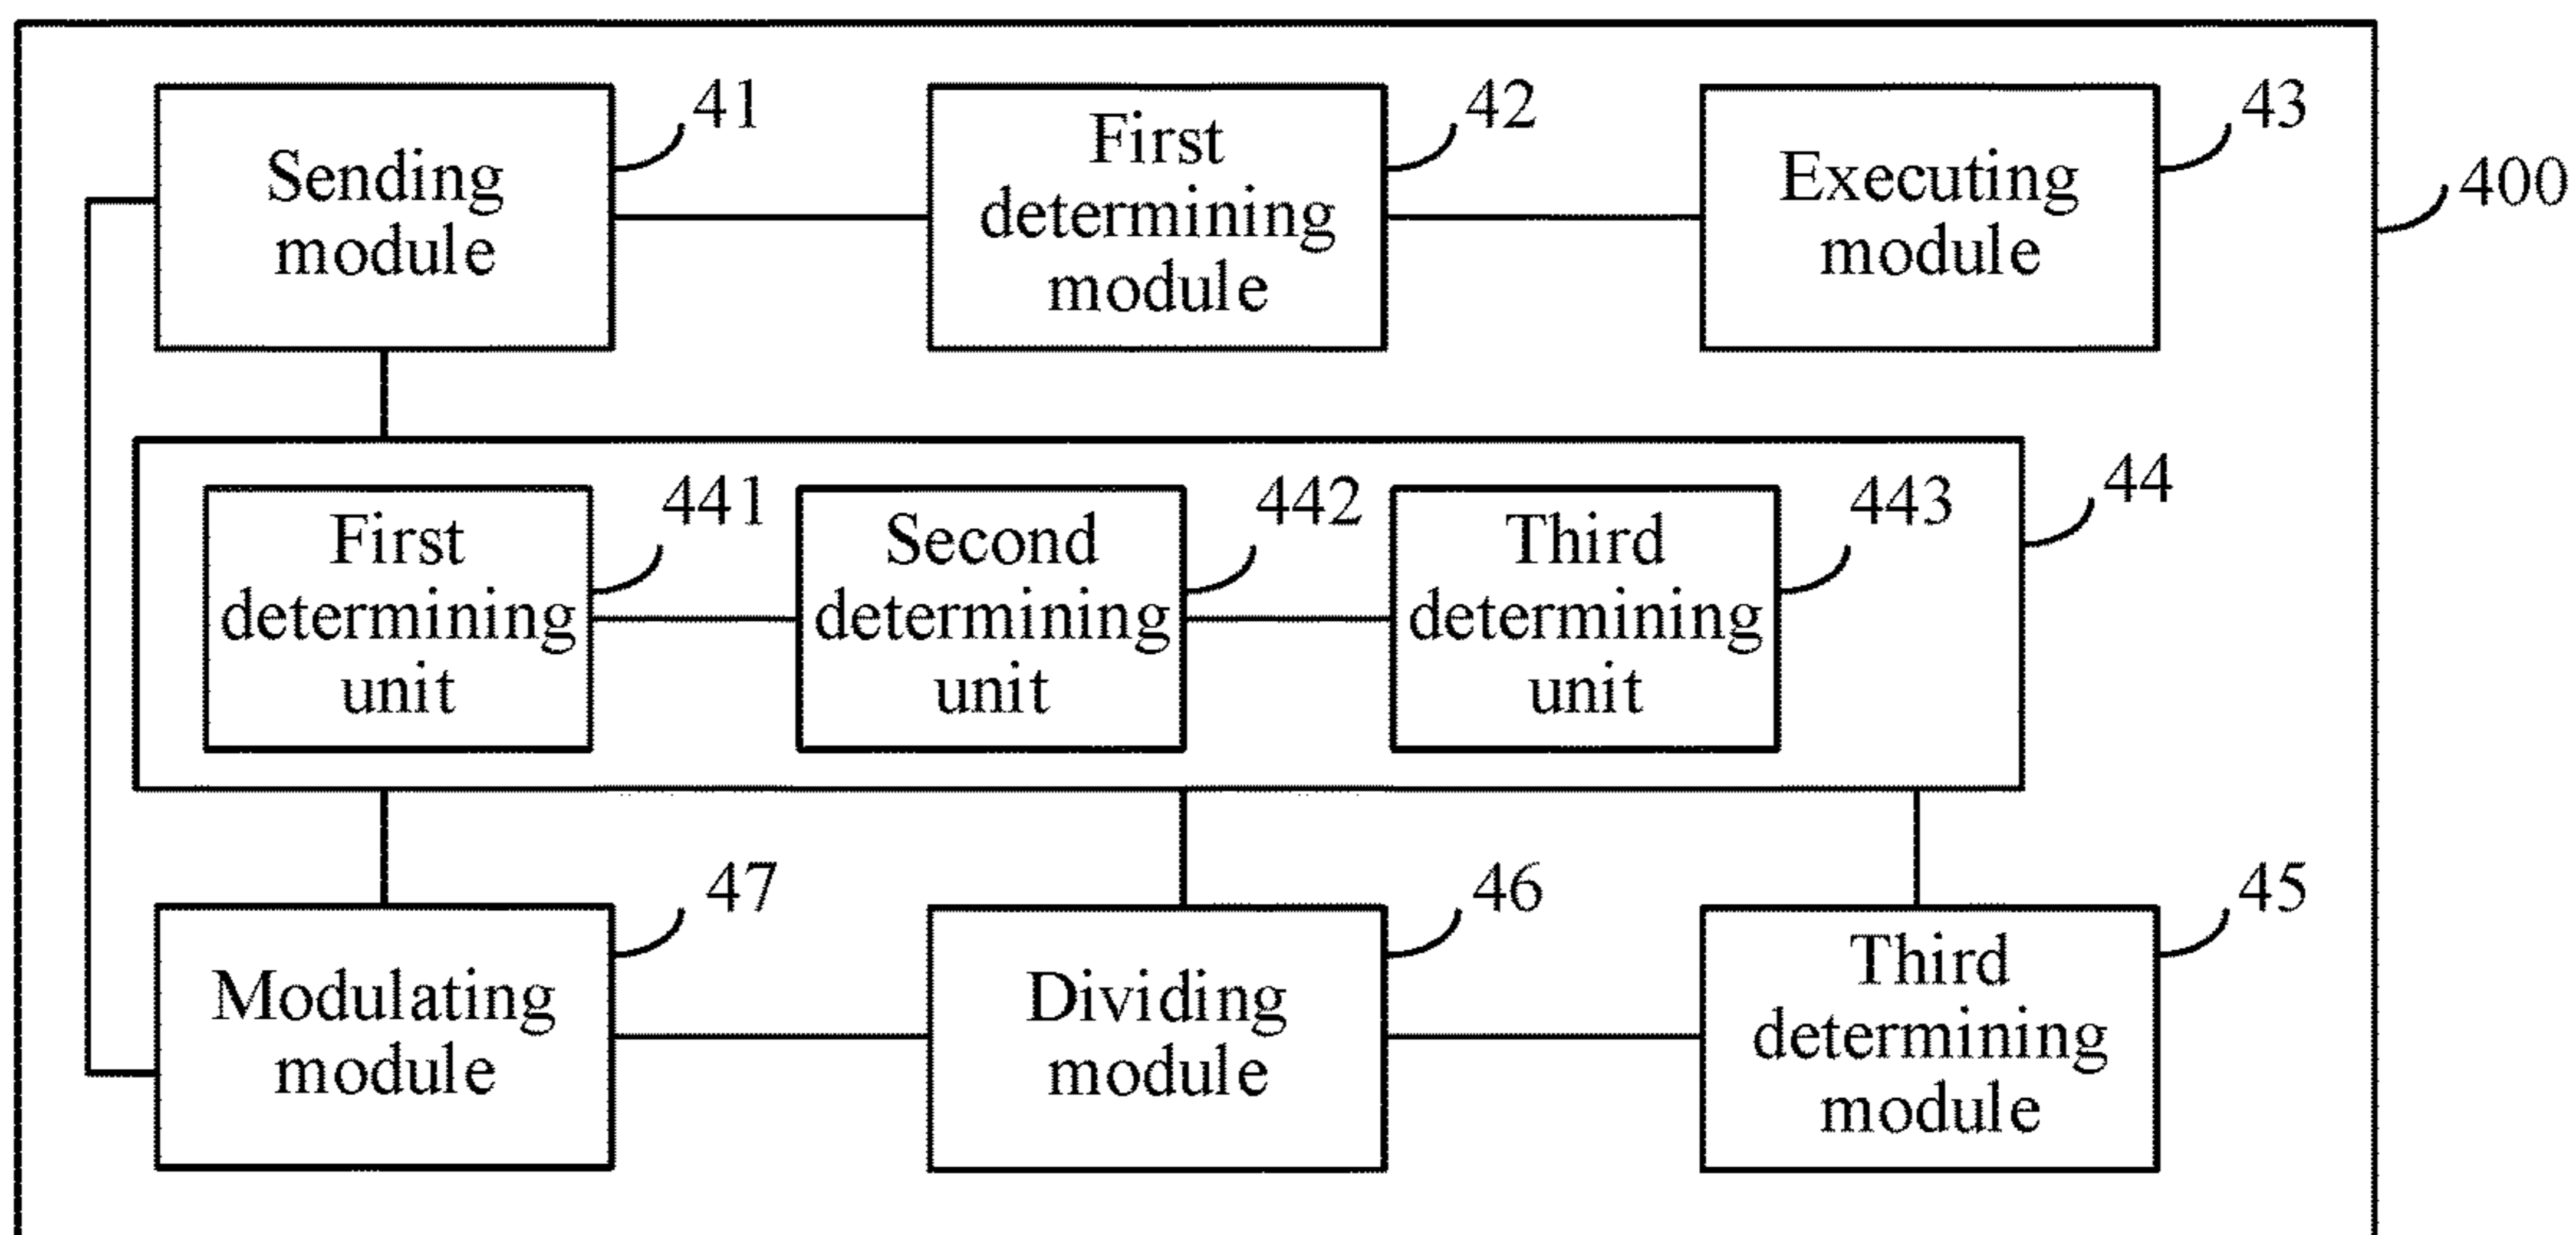 41
Sending
module
42
First
determining
module
43
Executing
module
400
441
First
determining
unit
442
Second
determining
unit
443
Third
determining
unit
44
47
Modulating
module
46
Dividing
module
45
Third
determining
module